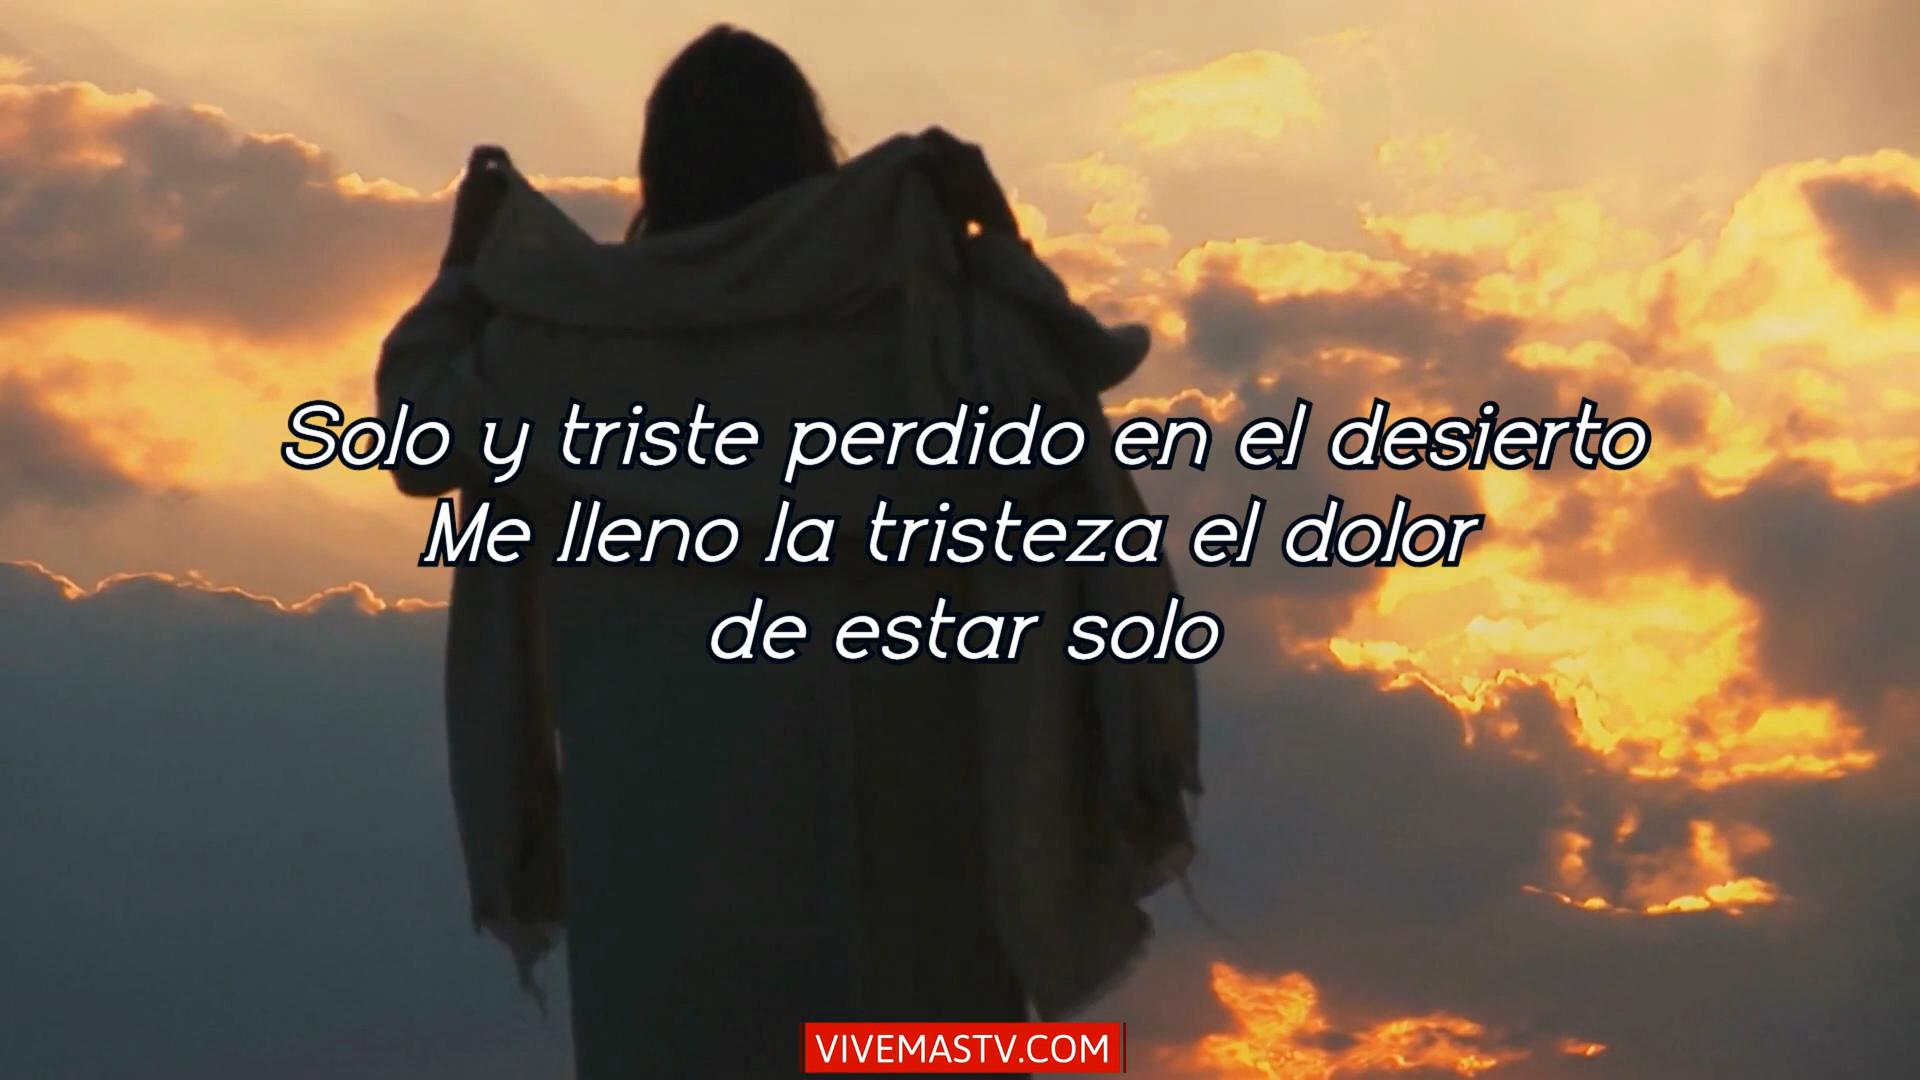 Solo y triste perdido en el desierto
Me lleno la tristeza el dolor
de estar solo
VIVEMASTV.COM